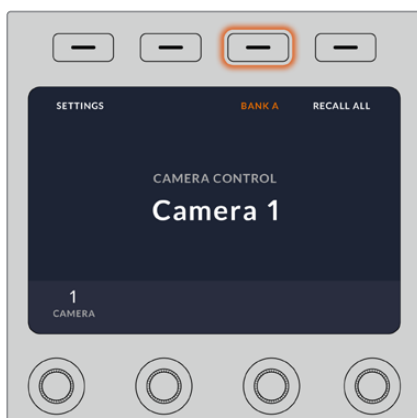 SETTINGS BANK A RECALL ALL
CAMERA CONTROL
Camera 1
1
CAMERA